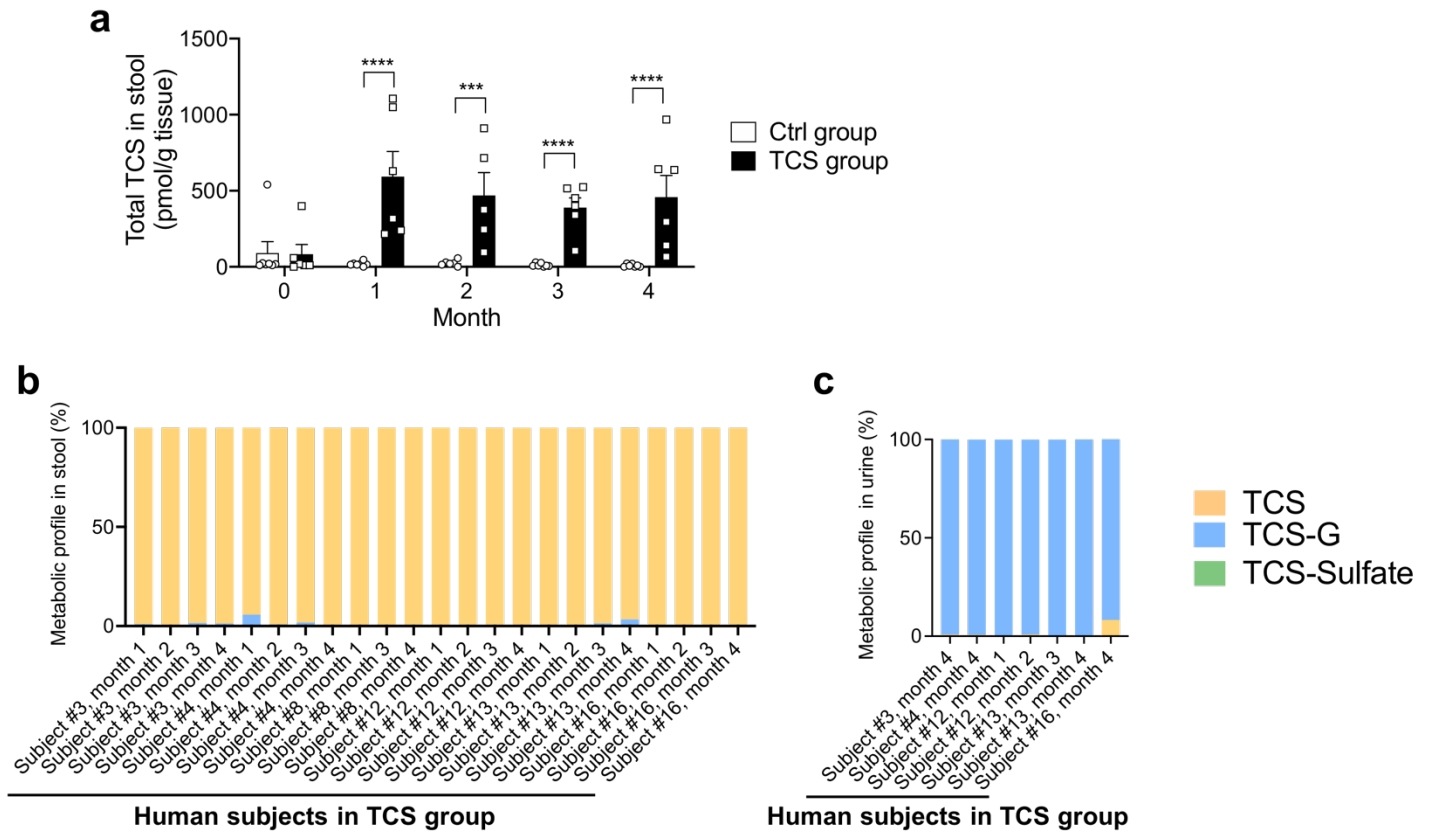 a
Total TCS in stool
(pmol/g tissue)
1500
1000
500
0
****
***
****
****
0
1
2
3
4
Month
Ctrl group
TCS group
b
Metabolic profile in stool (%)
100
50
0
Subject #3, month 1
Subject #3, month 2
Subject #3, month 3
Subject #3, month 4
Subject #4, month 1
Subject #4, month 2
Subject #4, month 3
Subject #4, month 4
Subject #8, month 1
Subject #8, month 3
Subject #8, month 4
Subject #12, month 1
Subject #12, month 2
Subject #12, month 3
Subject #12, month 4
Subject #13, month 1
Subject #13, month 2
Subject #13, month 3
Subject #13, month 4
Subject #16, month 1
Subject #16, month 2
Subject #16, month 3
Subject #16, month 4
Human subjects in TCS group
c
Metabolic profile in urine (%)
100
50
0
Subject #3, month 4
Subject #4, month 4
Subject #12, month 1
Subject #12, month 2
Subject #13, month 3
Subject #13, month 4
Subject #16, month 4
Human subjects in TCS group
TCS
TCS-G
TCS-Sulfate